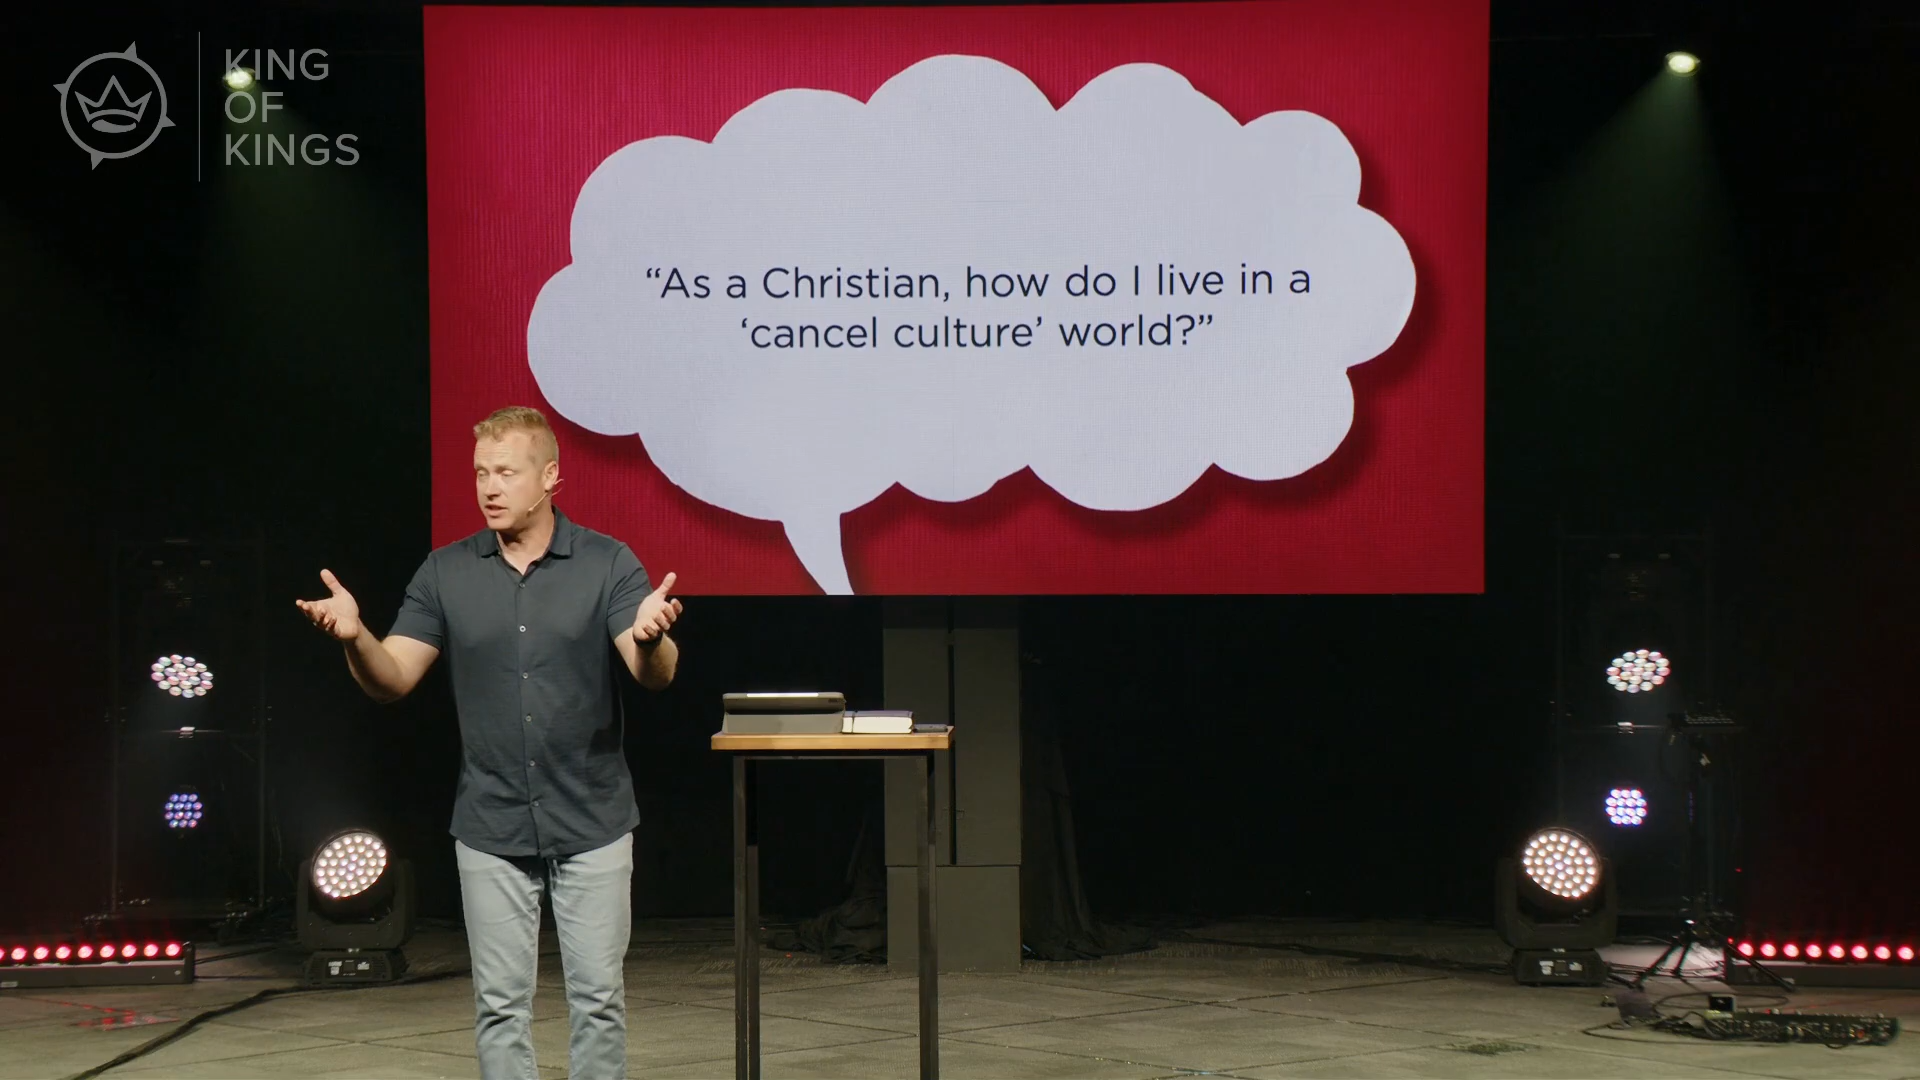 KING
OF
KINGS
“As a Christian, how do I live in a
‘cancel culture’ world?”